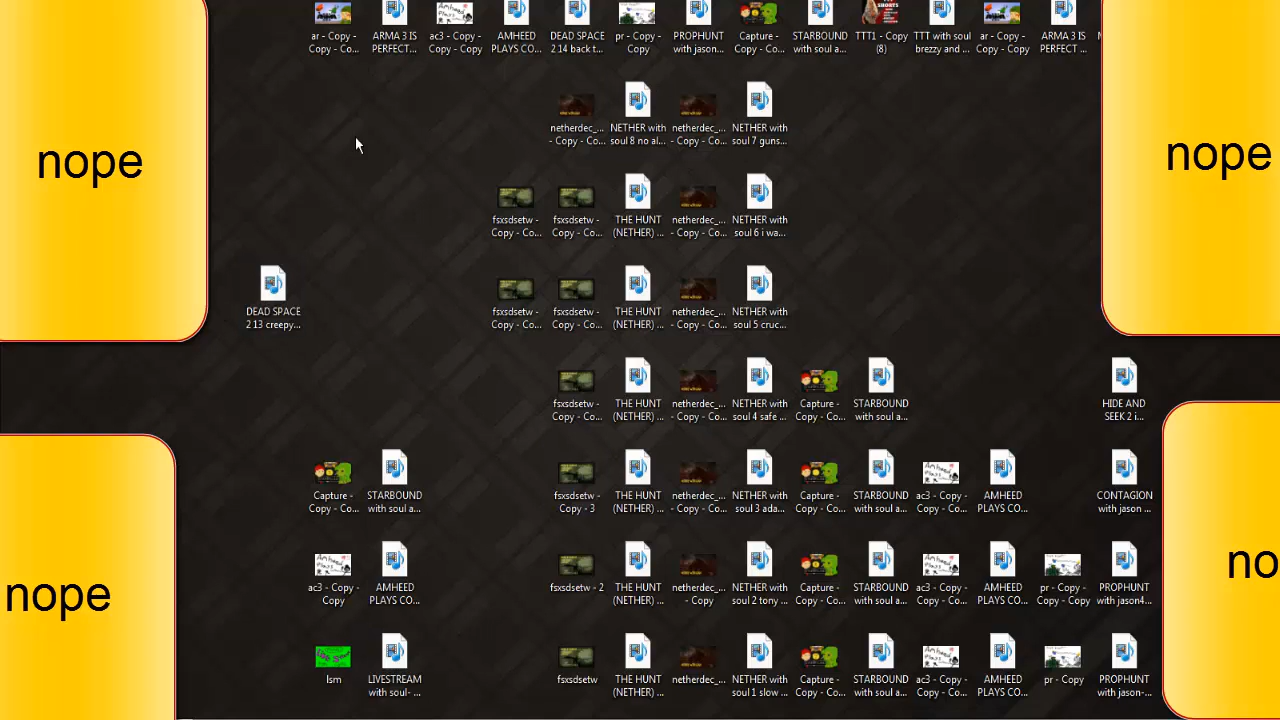 ar - Copy - Copy - Co...
ARMA 3 IS PERFECT...
ac3 - Copy - Copy - Co...
AMHEED PLAYS CO...
DEAD SPACE 2 14 back t...
pr - Copy - Copy
PROPHUNT with jason...
Capture - Copy - Co...
STARBOUND with soul a...
TTT1 - Copy (8)
TTT with soul brezzy and ...
ar - Copy - Copy - Co...
ARMA 3 IS PERFECT ...
nope
nope
netherdec_... - Copy - Co...
NETHER with soul 8 no al...
netherdec_... - Copy - Co...
NETHER with soul 7 guns...
fsxsdsetw - Copy - Co...
fsxsdsetw - Copy - Co...
THE HUNT (NETHER) ...
netherdec_... - Copy - Co...
NETHER with soul 6 i wa...
DEAD SPACE 2 13 creepy...
fsxsdsetw - Copy - Co...
fsxsdsetw - Copy - Co...
THE HUNT (NETHER) ...
netherdec_... - Copy - Co...
NETHER with soul 5 cruc...
fsxsdsetw - Copy - Co...
THE HUNT (NETHER) ...
netherdec_... - Copy - Co...
NETHER with soul 4 safe ...
Capture - Copy - Co...
STARBOUND with soul a...
HIDE AND SEEK 2 i...
Capture - Copy - Co...
STARBOUND with soul a...
fsxsdsetw - Copy - 3
THE HUNT (NETHER) ...
netherdec_... - Copy - Co...
NETHER with soul 3 ada...
Capture - Copy - Co...
STARBOUND with soul a...
ac3 - Copy - Copy - Co...
AMHEED PLAYS CO...
CONTAGION with jason ...
nope
no
ac3 - Copy - Copy
AMHEED PLAYS CO...
fsxsdsetw - 2
THE HUNT (NETHER) ...
netherdec_... - Copy
NETHER with soul 2 tony ...
Capture - Copy - Co...
STARBOUND with soul a...
ac3 - Copy - Copy - Co...
AMHEED PLAYS CO...
pr - Copy - Copy - Copy
PROPHUNT with jason4...
lsm
LIVESTREAM with soul- ...
fsxsdsetw
THE HUNT (NETHER) ...
netherdec_...
NETHER with soul 1 slow ...
Capture - Copy - Co...
STARBOUND with soul a...
ac3 - Copy - Copy - Co...
AMHEED PLAYS CO...
pr - Copy
PROPHUNT with jason-...